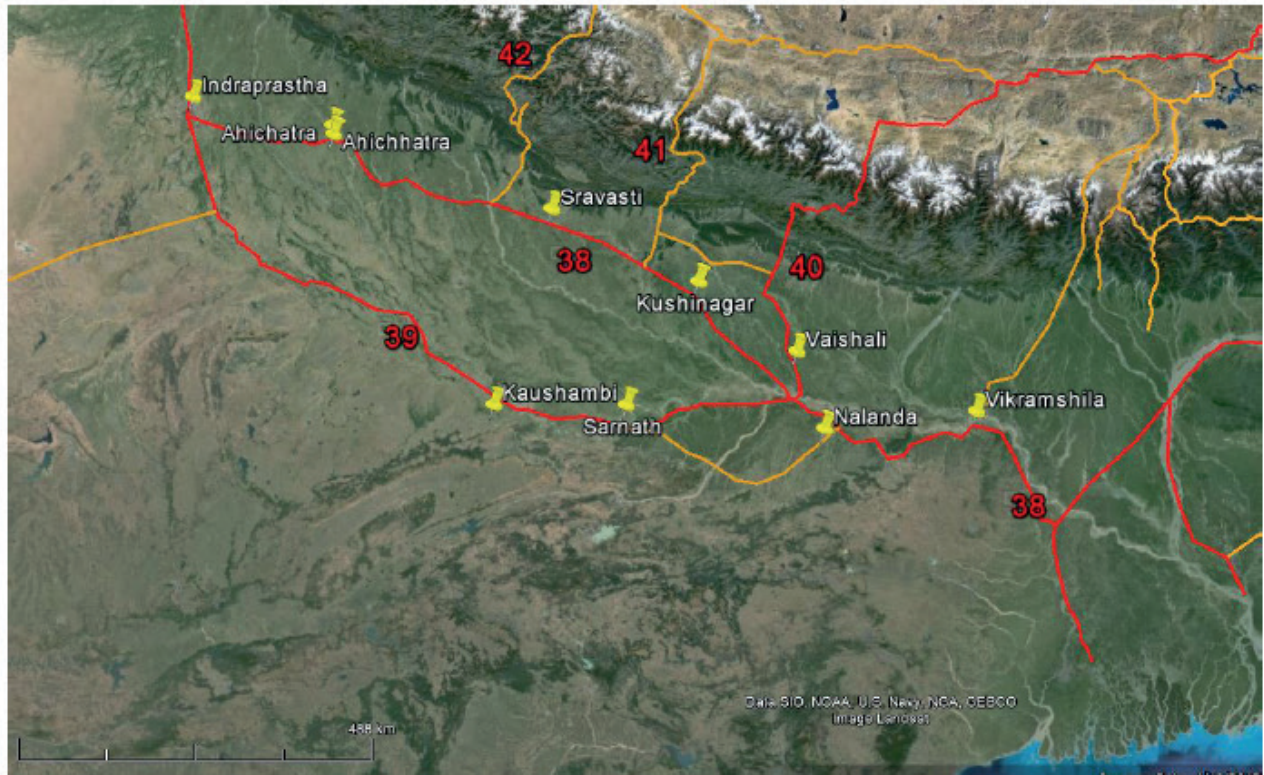 42
Indraprastha
Ahichatra
Ahichhatra
41
Sravasti
38
40
Kushinagar
39
Vaishali
Kaushambi
Vikramshila
Nalanda
Sarnath
38
Data SIO, NOAA, U.S. Navy, NGA, GEBCO
Image Landsat
488 km